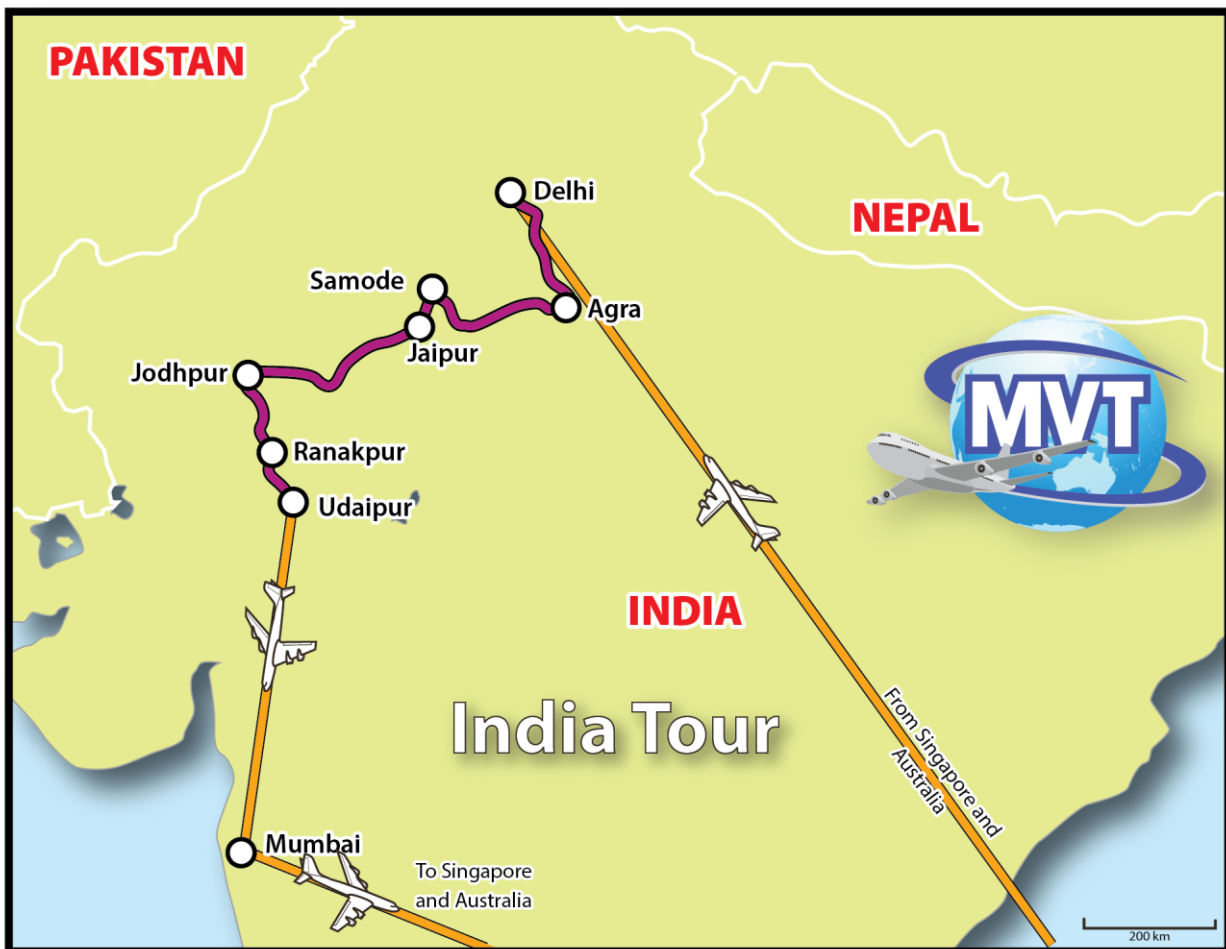 PAKISTAN
Delhi
NEPAL
Samode
Agra
Jaipur
Jodhpur
MVT
Ranakpur
Udaipur
INDIA
India Tour
From Singapore and
Australia
Mumbai
To Singapore
and Australia
200 km